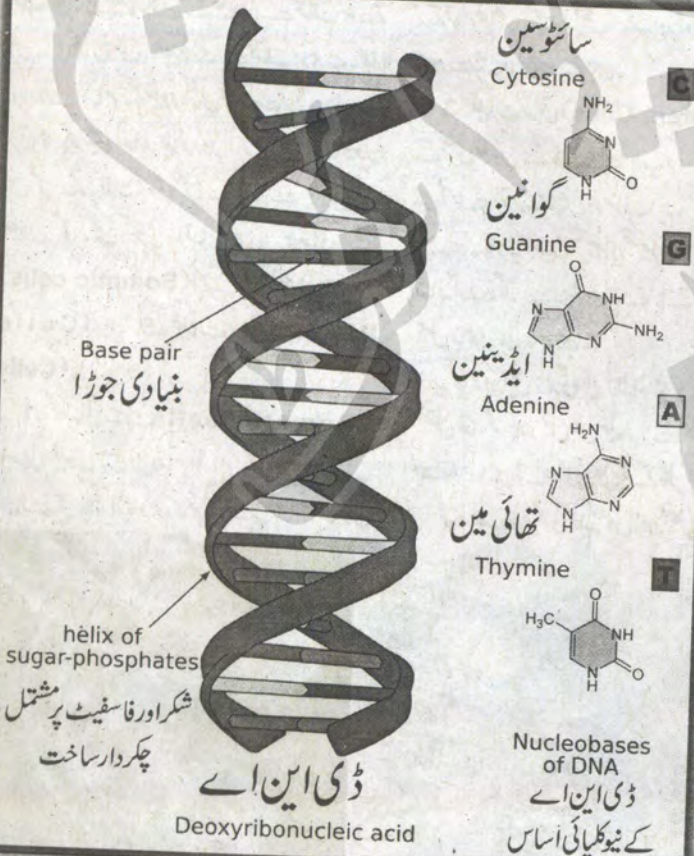 سائٹوسین
Cytosine
C
NH₂
N
N
H
O
گوانین
Guanine
G
O
N
NH
N
H
N
NH₂
ایڈینین
Adenine
A
H₂N
N
N
N
H
N
تھائی مین
Thymine
T
O
H₃C
NH
N
H
O
Base pair
بنیادی جوڑا
helix of
sugar-phosphates
شکر اور فاسفیٹ پر مشتمل
چکردار ساخت
ڈی این اے
Deoxyribonucleic acid
Nucleobases
of DNA
ڈی این اے
کے نیوکلیائی اساس